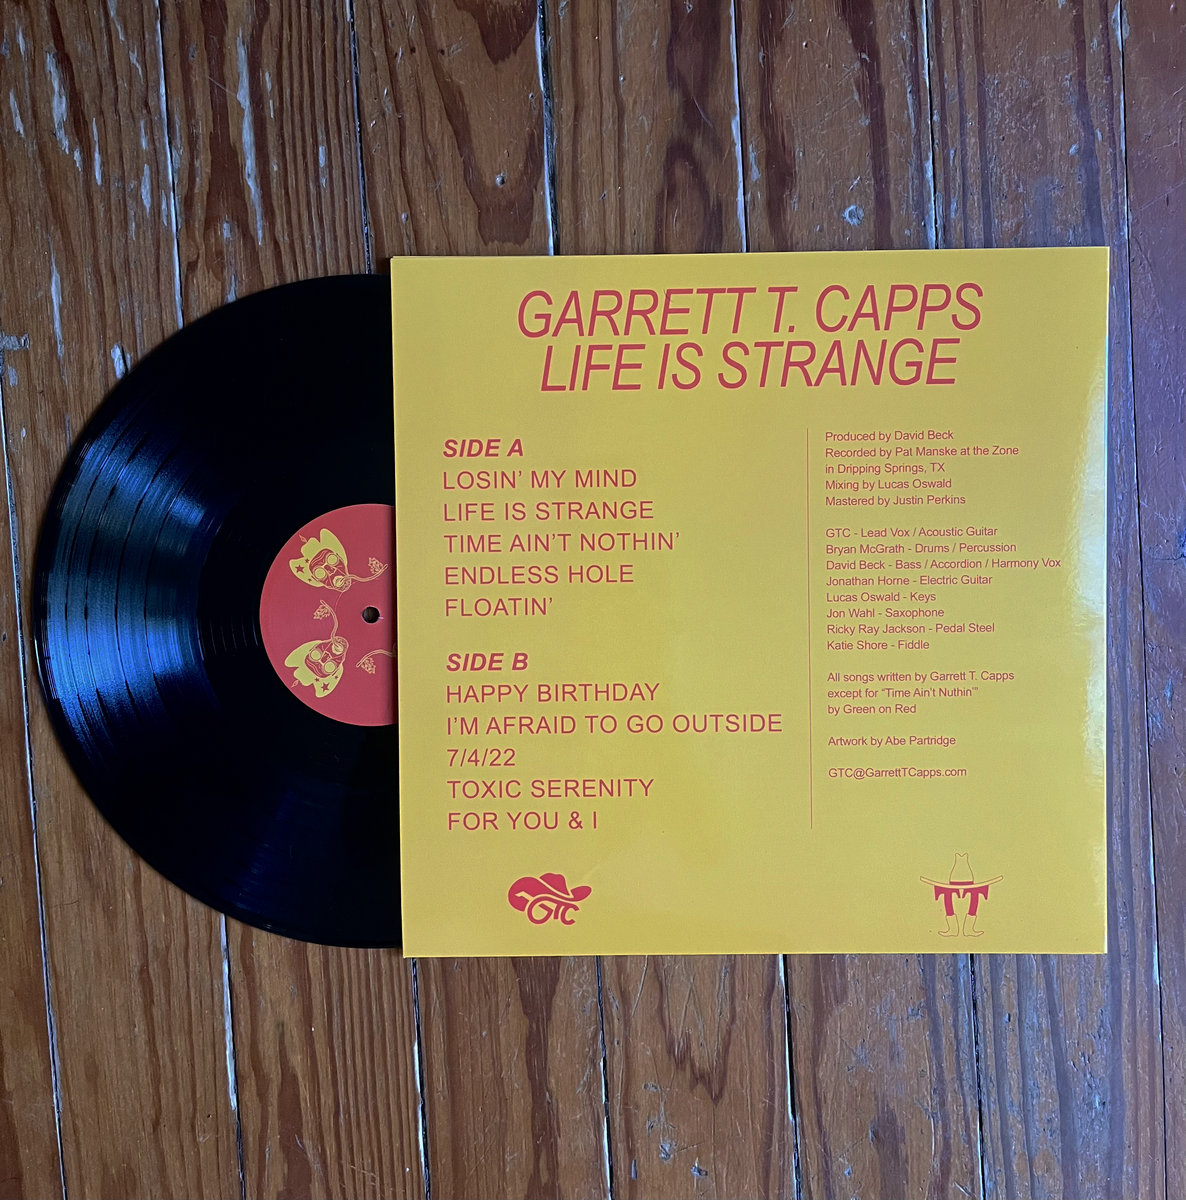 GARRETT T. CAPPS
LIFE IS STRANGE
SIDE A
LOSIN' MY MIND
LIFE IS STRANGE
TIME AIN'T NOTHIN'
ENDLESS HOLE
FLOATIN'
SIDE B
HAPPY BIRTHDAY
I'M AFRAID TO GO OUTSIDE
7/4/22
TOXIC SERENITY
FOR YOU & I
Produced by David Beck
Recorded by Pat Manske at the Zone
in Dripping Springs, TX
Mixing by Lucas Oswald
Mastered by Justin Perkins
GTC - Lead Vox / Acoustic Guitar
Bryan McGrath - Drums / Percussion
David Beck - Bass / Accordion / Harmony Vox
Jonathan Horne - Electric Guitar
Lucas Oswald - Keys
Jon Wahl - Saxophone
Ricky Ray Jackson - Pedal Steel
Katie Shore - Fiddle
All songs written by Garrett T. Capps
except for “Time Ain't Nuthin'”
by Green on Red
Artwork by Abe Partridge
GTC@GarrettTCapps.com
GTC
TT